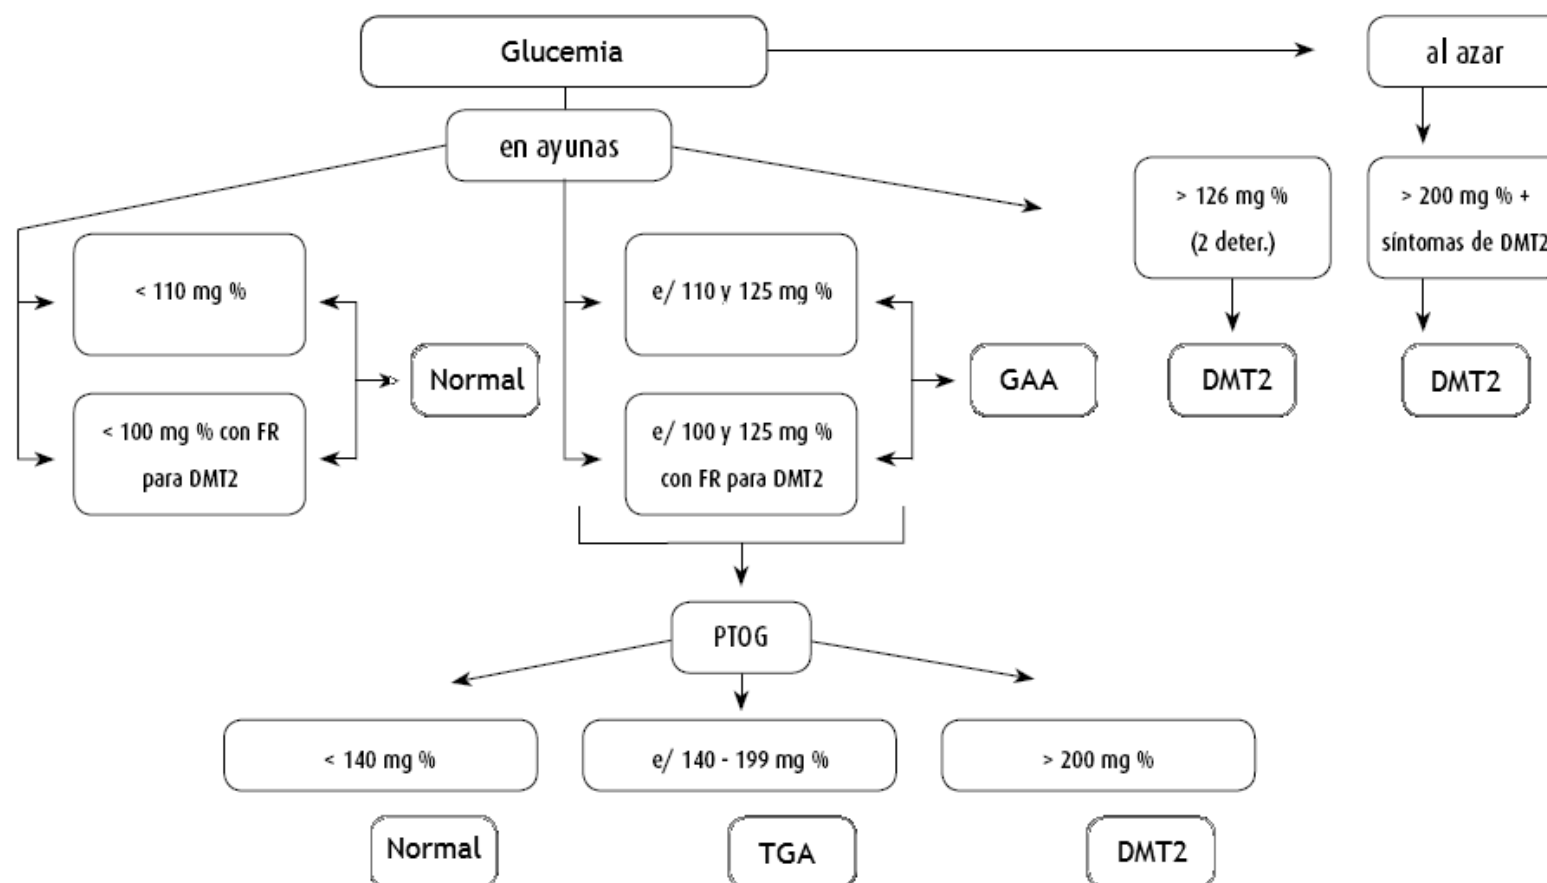 Glucemia
al azar
en ayunas
> 126 mg %
(2 deter.)
> 200 mg % +
síntomas de DMT2
< 110 mg %
e/ 110 y 125 mg %
Normal
GAA
DMT2
DMT2
< 100 mg % con FR
para DMT2
e/ 100 y 125 mg %
con FR para DMT2
PTOG
< 140 mg %
e/ 140 - 199 mg %
> 200 mg %
Normal
TGA
DMT2